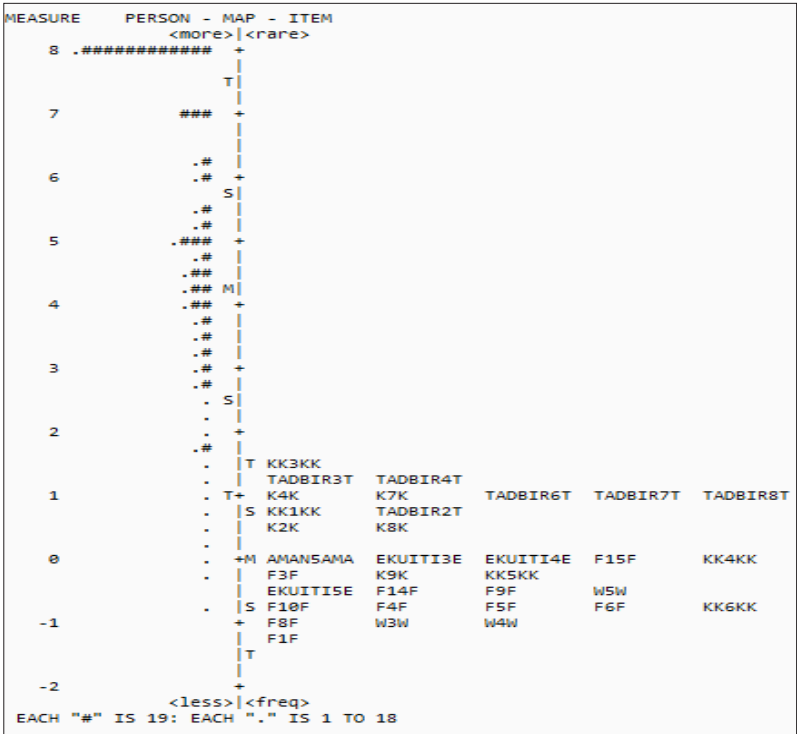 MEASURE PERSON - MAP - ITEM
<more>|<rare>
8 .############ +
|
T|
|
7 ### +
|
|
.# |
6 .# +
S|
.# |
.# |
5 .### +
.# |
.## |
.## M|
4 .## +
.# |
.# |
.# |
3 .# +
.# |
. S|
. |
2 . +
.# |
. |T KK3KK
. | TADBIR3T TADBIR4T
1 . T+ K4K K7K TADBIR6T TADBIR7T TADBIR8T
. |S KK1KK TADBIR2T
. | K2K K8K
. |
0 . +M AMAN5AMA EKUITI3E EKUITI4E F15F KK4KK
. | F3F K9K KK5KK
| EKUITI5E F14F F9F W5W
. |S F10F F4F F5F F6F KK6KK
-1 + F8F W3W W4W
| F1F
|T
|
-2 +
<less>|<freq>
EACH "#" IS 19: EACH "." IS 1 TO 18